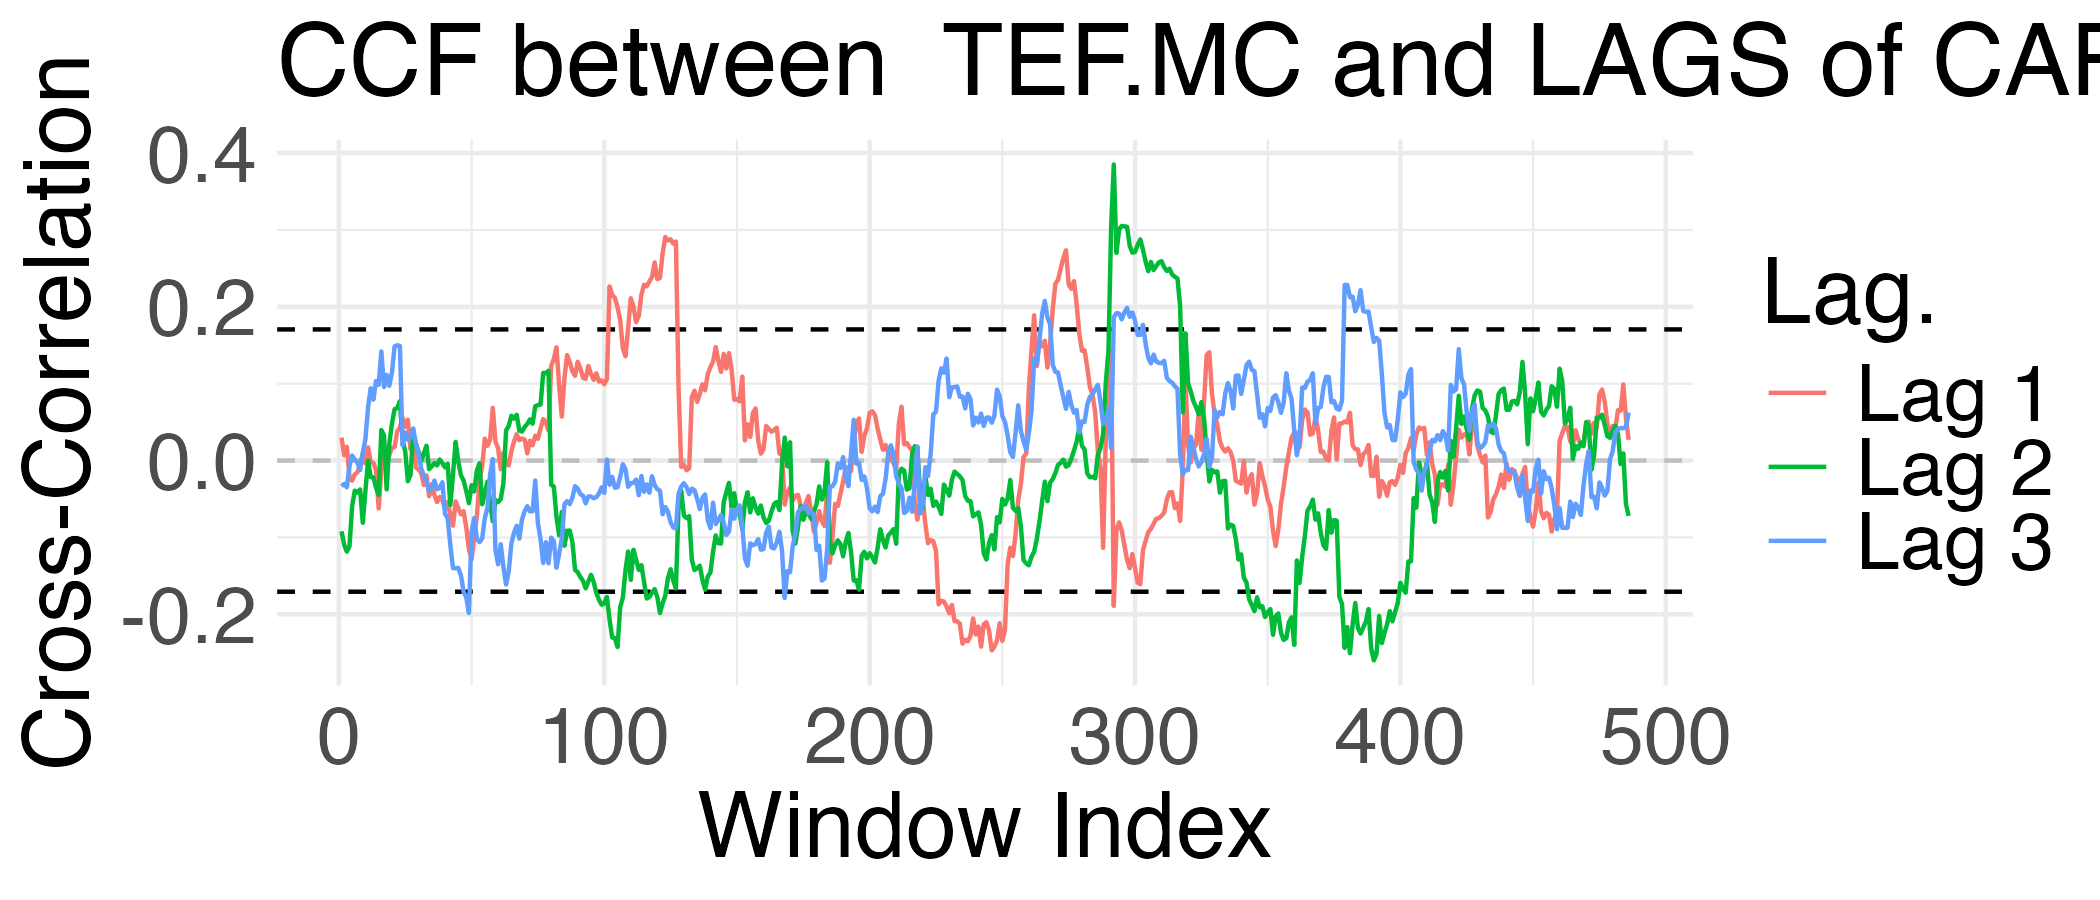 CCF between  TEF.MC and LAGS of CAR
Cross-Correlation
0.4
0.2
0.0
-0.2
0
100
200
300
400
500
Window Index
Lag.
Lag 1
Lag 2
Lag 3